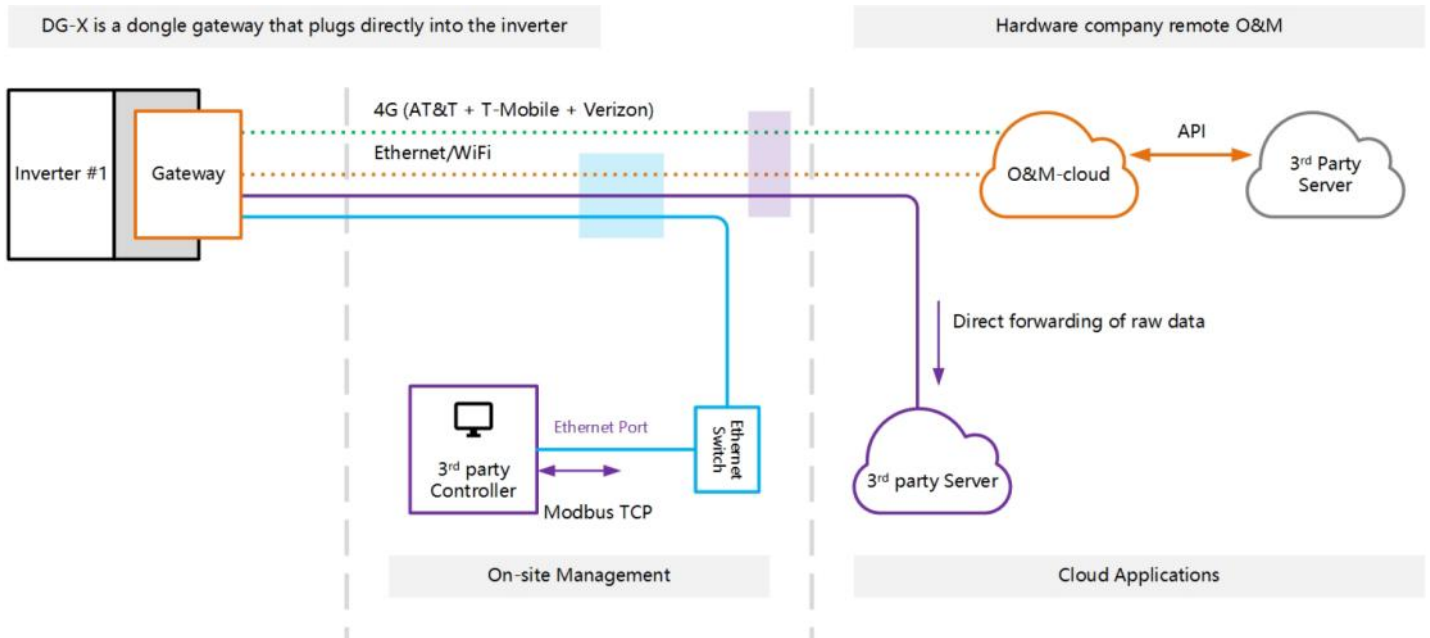 DG-X is a dongle gateway that plugs directly into the inverter
Hardware company remote O&M
4G (AT&T + T-Mobile + Verizon)
Ethernet/WiFi
Inverter #1
Gateway
O&M-cloud
API
3rd Party
Server
Direct forwarding of raw data
3rd party
Controller
Ethernet Port
Modbus TCP
Ethernet
Switch
3rd party Server
On-site Management
Cloud Applications